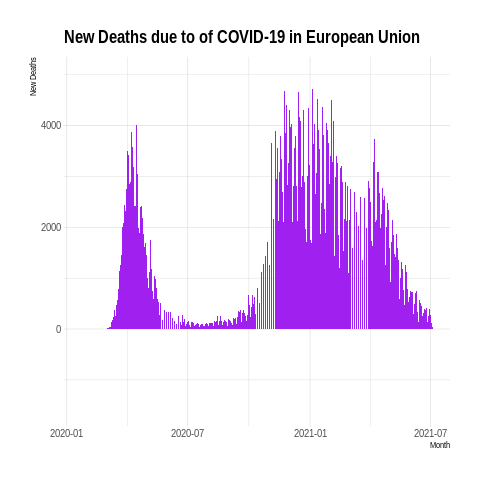 New Deaths due to of COVID-19 in European Union
New Deaths
4000
2000
0
2020-01
2020-07
2021-01
2021-07
Month